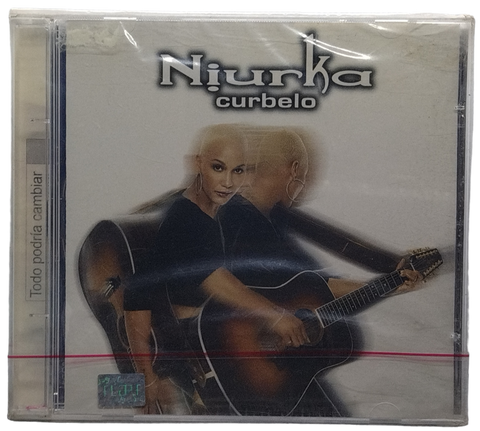 Niurka
curbelo
Todo podría cambiar